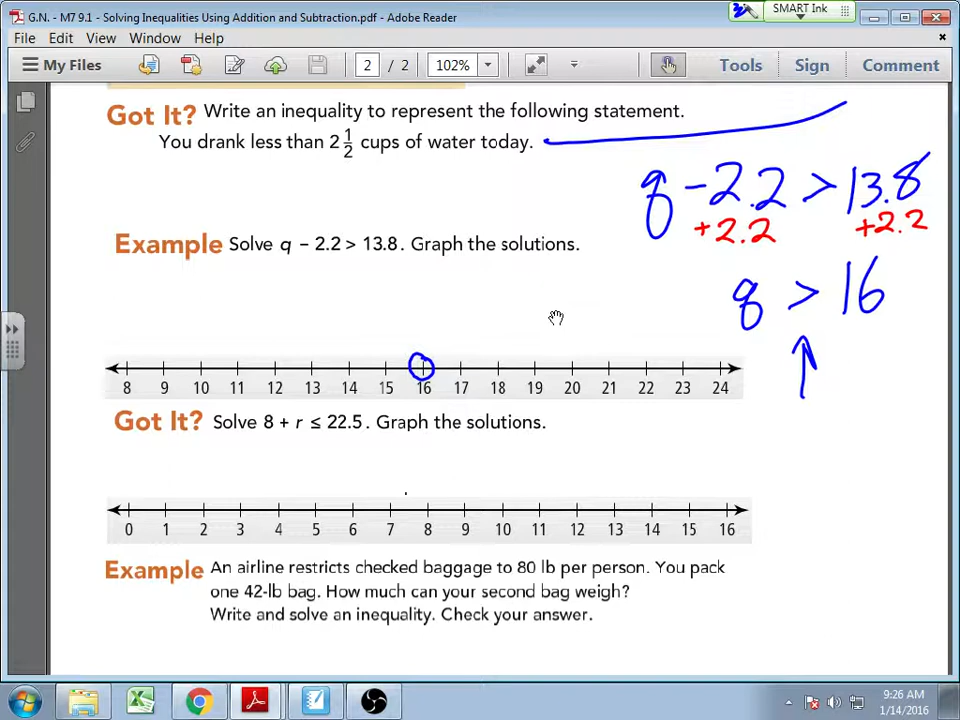 G.N. - M7 9.1 - Solving Inequalities Using Addition and Subtraction.pdf - Adobe Reader
SMART Ink
File Edit View Window Help
My Files 2 / 2 102% Tools Sign Comment
Got It? Write an inequality to represent the following statement.
You drank less than 2 1/2 cups of water today.
q - 2.2 > 13.8
+2.2 +2.2
Example Solve q - 2.2 > 13.8. Graph the solutions.
q > 16
8 9 10 11 12 13 14 15 16 17 18 19 20 21 22 23 24
Got It? Solve 8 + r ≤ 22.5. Graph the solutions.
0 1 2 3 4 5 6 7 8 9 10 11 12 13 14 15 16
Example An airline restricts checked baggage to 80 lb per person. You pack
one 42-lb bag. How much can your second bag weigh?
Write and solve an inequality. Check your answer.
9:26 AM
1/14/2016